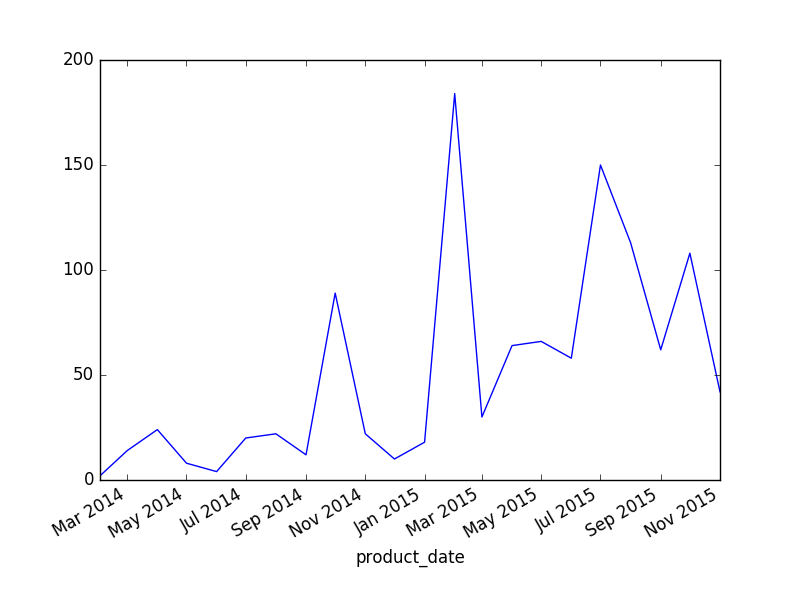 200
150
100
50
0
Mar 2014
May 2014
Jul 2014
Sep 2014
Nov 2014
Jan 2015
Mar 2015
May 2015
Jul 2015
Sep 2015
Nov 2015
product_date